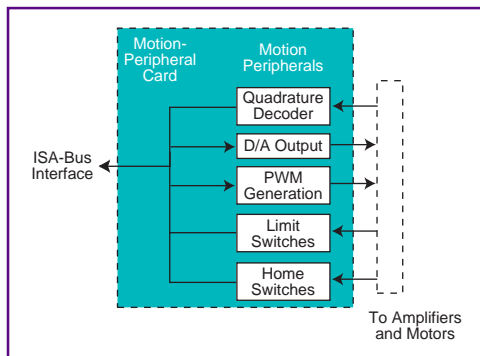 Motion-
Peripheral
Card
Motion
Peripherals
Quadrature
Decoder
D/A Output
ISA-Bus
Interface
PWM
Generation
Limit
Switches
Home
Switches
To Amplifiers
and Motors